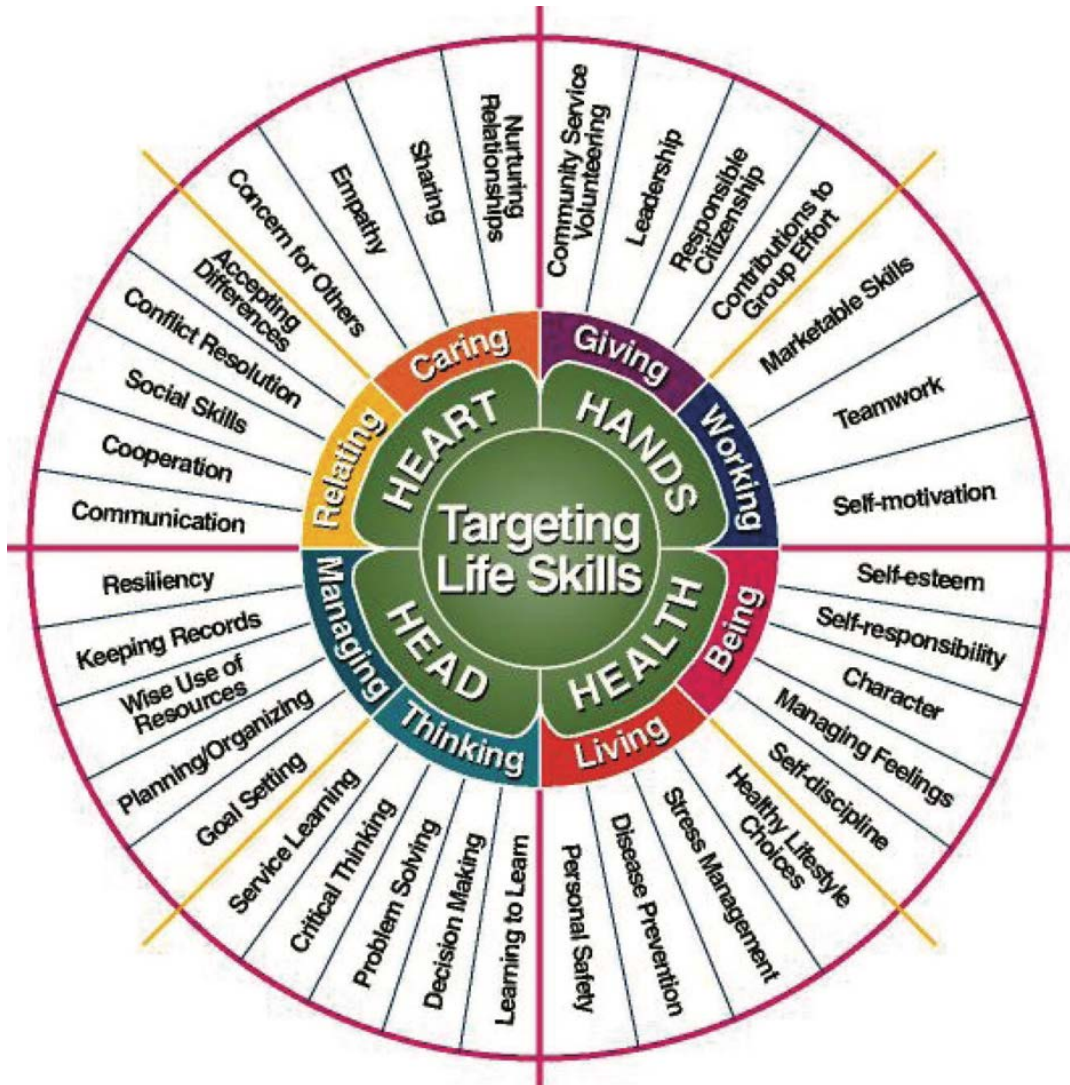 Targeting
Life Skills
HEART
HANDS
HEALTH
HEAD
Caring
Giving
Working
Being
Living
Thinking
Managing
Relating
Nurturing
Relationships
Sharing
Empathy
Concern for Others
Accepting
Differences
Conflict Resolution
Social Skills
Cooperation
Communication
Community Service
Volunteering
Leadership
Responsible
Citizenship
Contributions to
Group Effort
Marketable Skills
Teamwork
Self-motivation
Self-esteem
Self-responsibility
Character
Managing Feelings
Self-discipline
Healthy Lifestyle
Choices
Stress Management
Disease Prevention
Personal Safety
Learning to Learn
Decision Making
Problem Solving
Critical Thinking
Service Learning
Goal Setting
Planning/Organizing
Wise Use of
Resources
Keeping Records
Resiliency